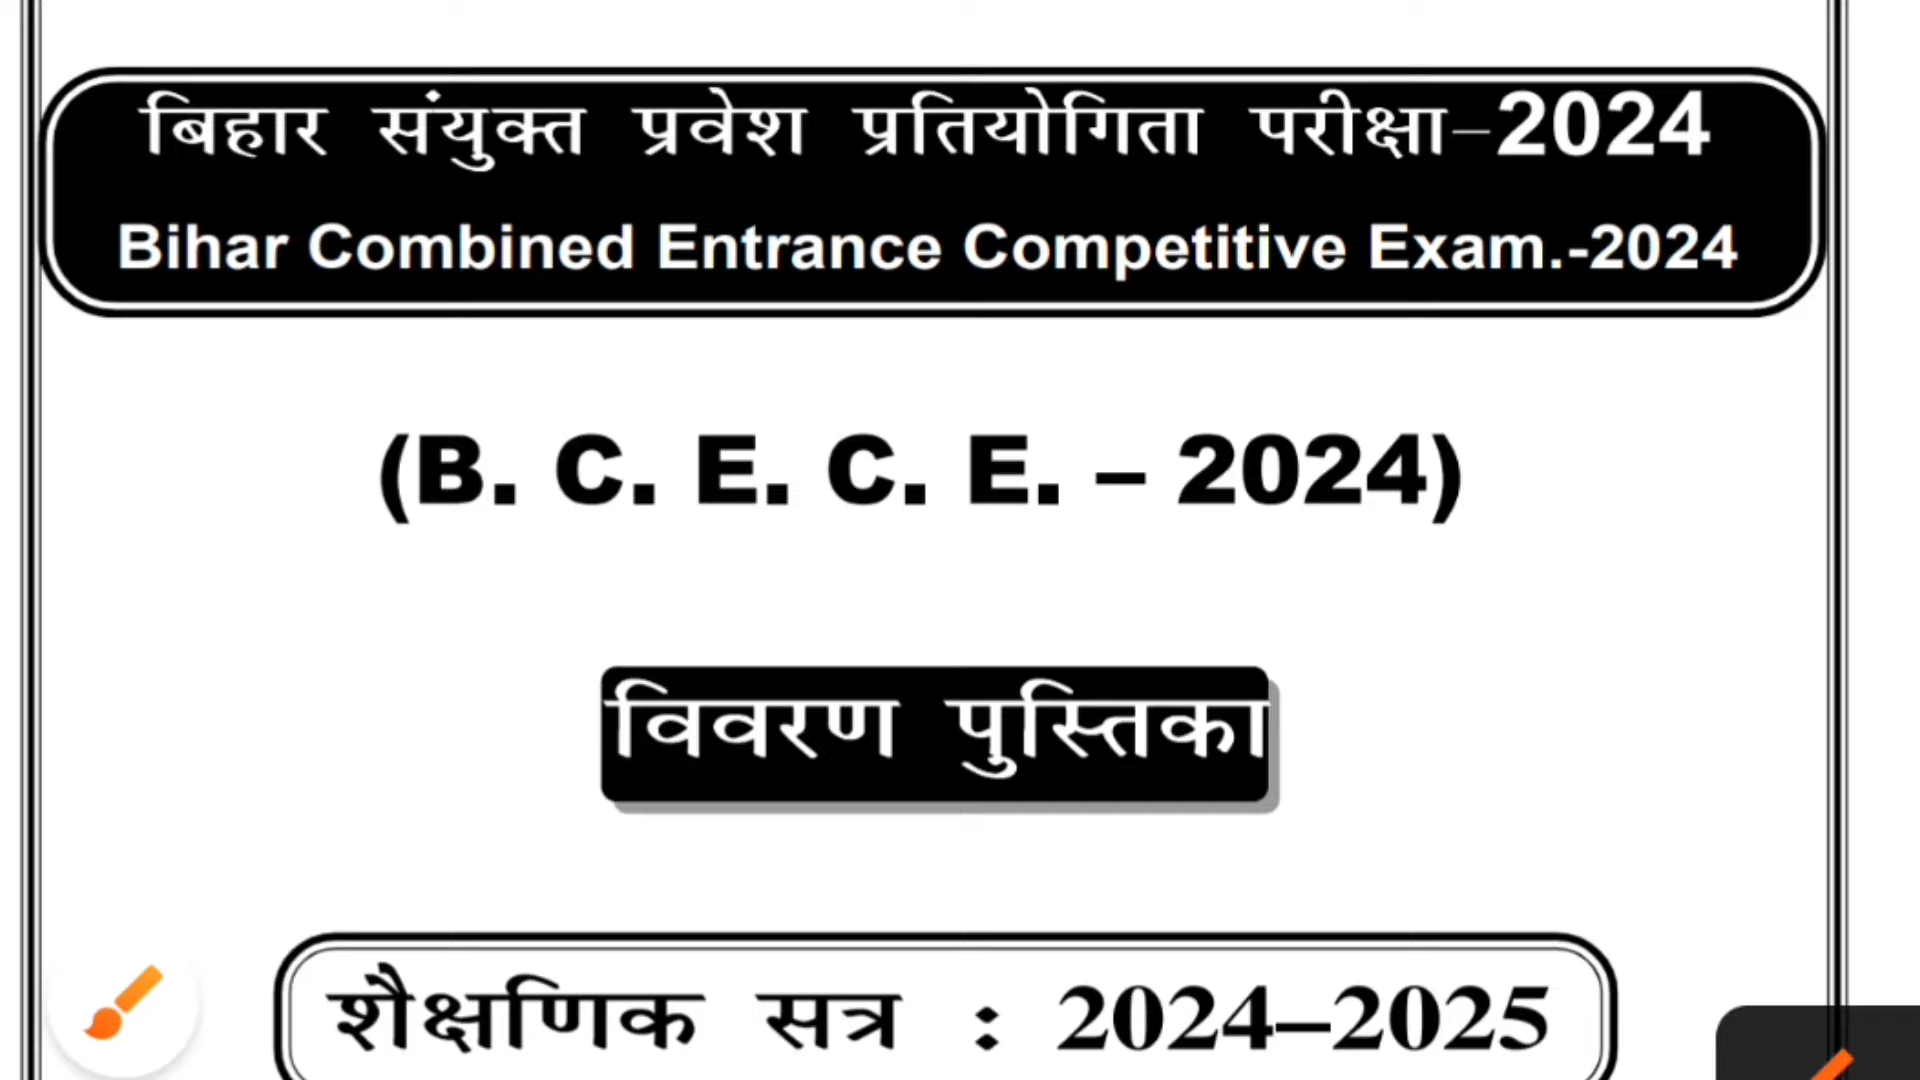 बिहार संयुक्त प्रवेश प्रतियोगिता परीक्षा-2024
Bihar Combined Entrance Competitive Exam.-2024
(B. C. E. C. E. – 2024)
विवरण पुस्तिका
शैक्षणिक सत्र : 2024–2025